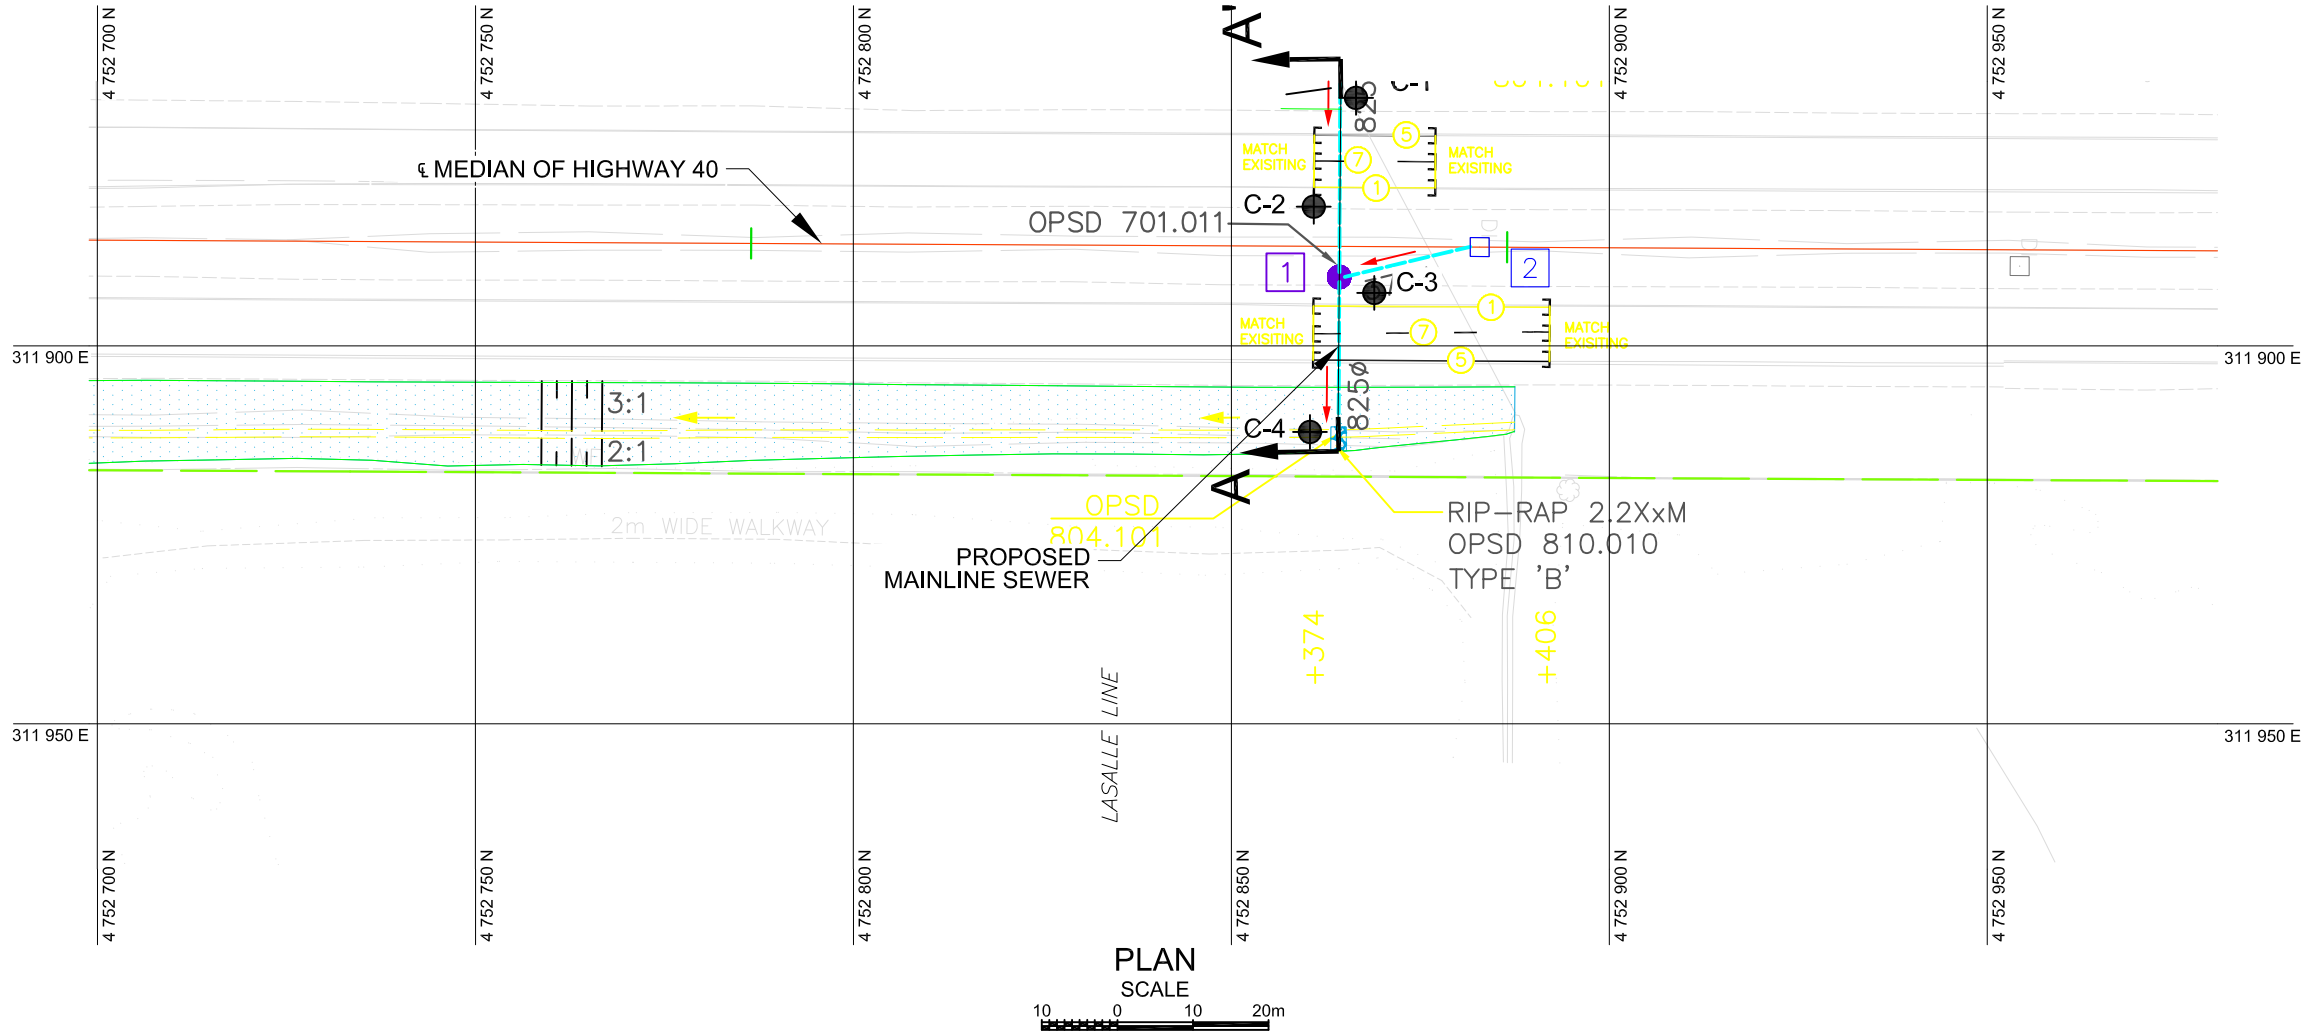 4 752 700 N
4 752 750 N
4 752 800 N
A'
4 752 900 N
4 752 950 N
C-1
825
5
MATCH
EXISITING
7
MATCH
EXISITING
1
℄ MEDIAN OF HIGHWAY 40
C-2
OPSD 701.011
1
2
C-3
1
MATCH
EXISITING
7
MATCH
EXISITING
5
311 900 E
311 900 E
3:1
2:1
825ø
C-4
A
OPSD
804.101
2m WIDE WALKWAY
PROPOSED
MAINLINE SEWER
RIP-RAP 2.2XxM
OPSD 810.010
TYPE 'B'
+374
+406
LASALLE LINE
311 950 E
311 950 E
4 752 700 N
4 752 750 N
4 752 800 N
4 752 850 N
4 752 900 N
4 752 950 N
PLAN
SCALE
10 0 10 20m